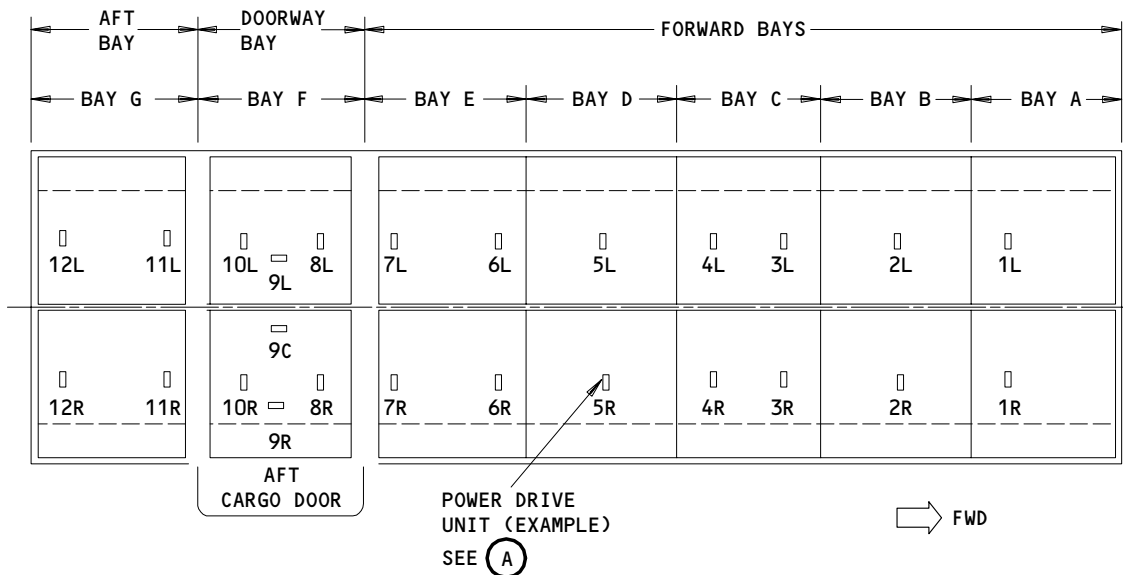 AFT BAY
DOORWAY BAY
FORWARD BAYS
BAY G
BAY F
BAY E
BAY D
BAY C
BAY B
BAY A
12L
11L
10L
9L
8L
7L
6L
5L
4L
3L
2L
1L
9C
12R
11R
10R
9R
8R
7R
6R
5R
4R
3R
2R
1R
AFT
CARGO DOOR
POWER DRIVE
UNIT (EXAMPLE)
SEE A
FWD